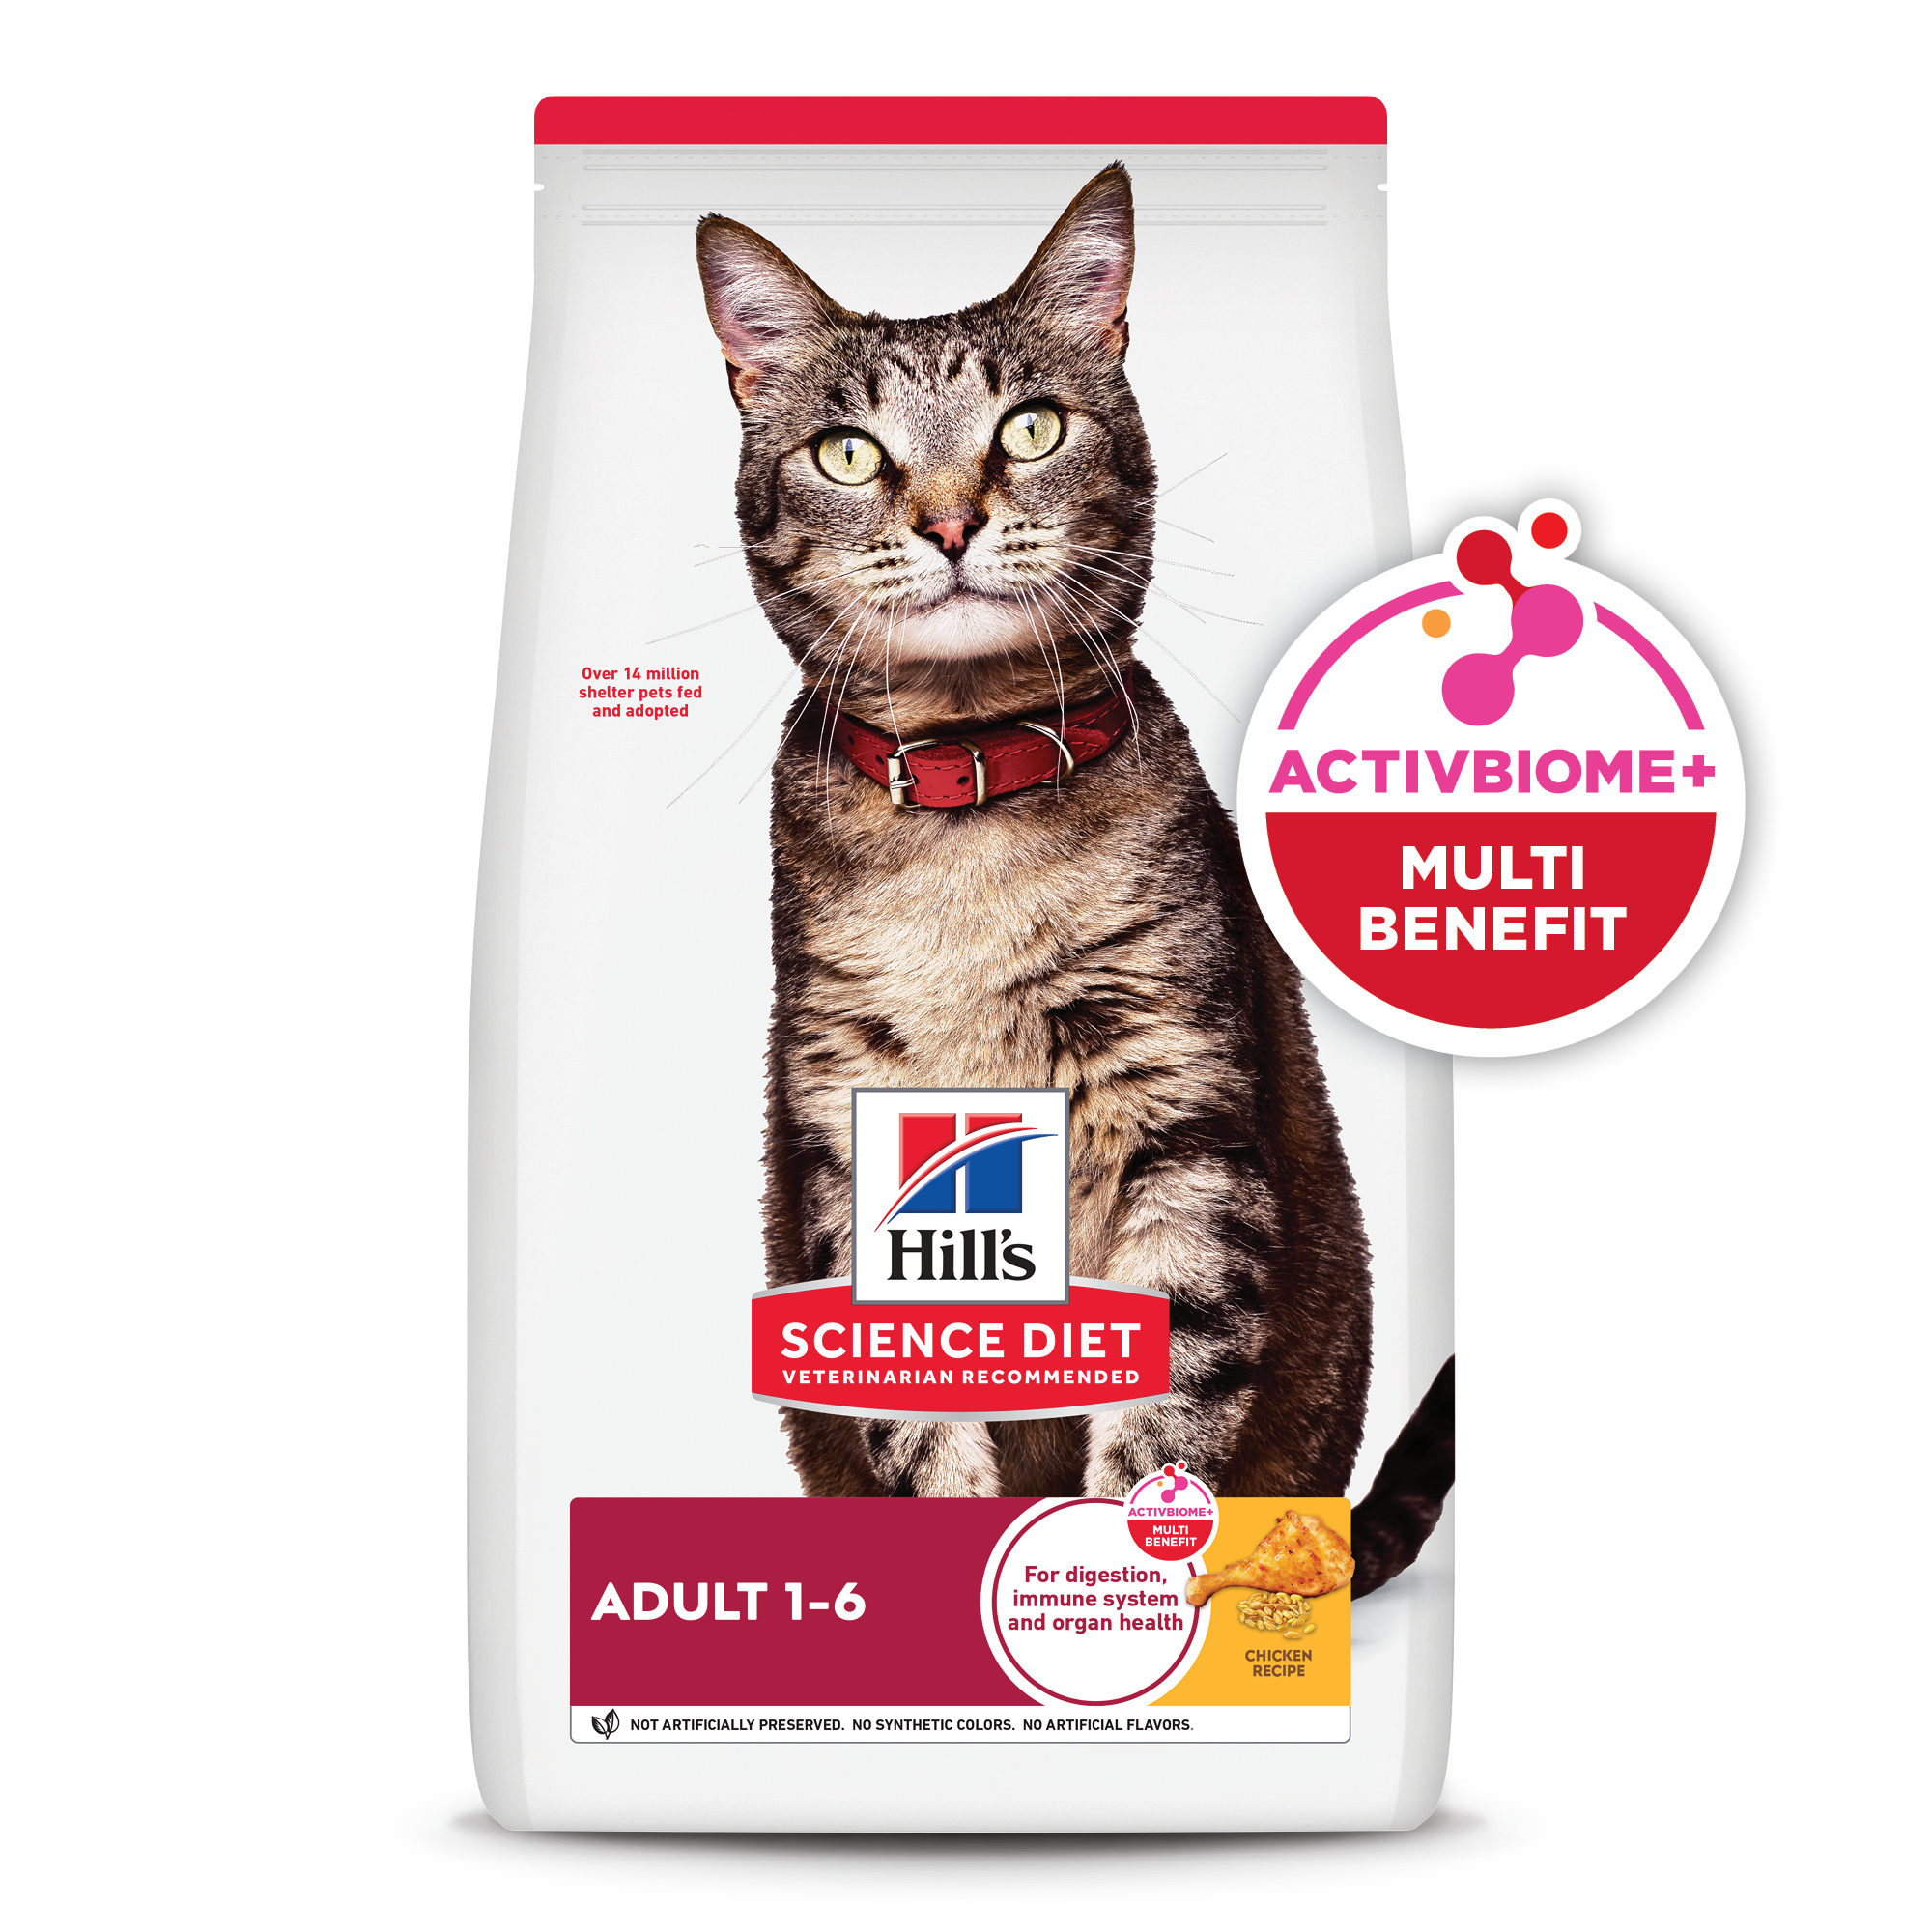 Over 14 million
shelter pets fed
and adopted
ACTIVBIOME+
MULTI
BENEFIT
Hill's
SCIENCE DIET
VETERINARIAN RECOMMENDED
ADULT 1-6
ACTIVBIOME+
MULTI
BENEFIT
For digestion,
immune system
and organ health
CHICKEN
RECIPE
NOT ARTIFICIALLY PRESERVED. NO SYNTHETIC COLORS. NO ARTIFICIAL FLAVORS.